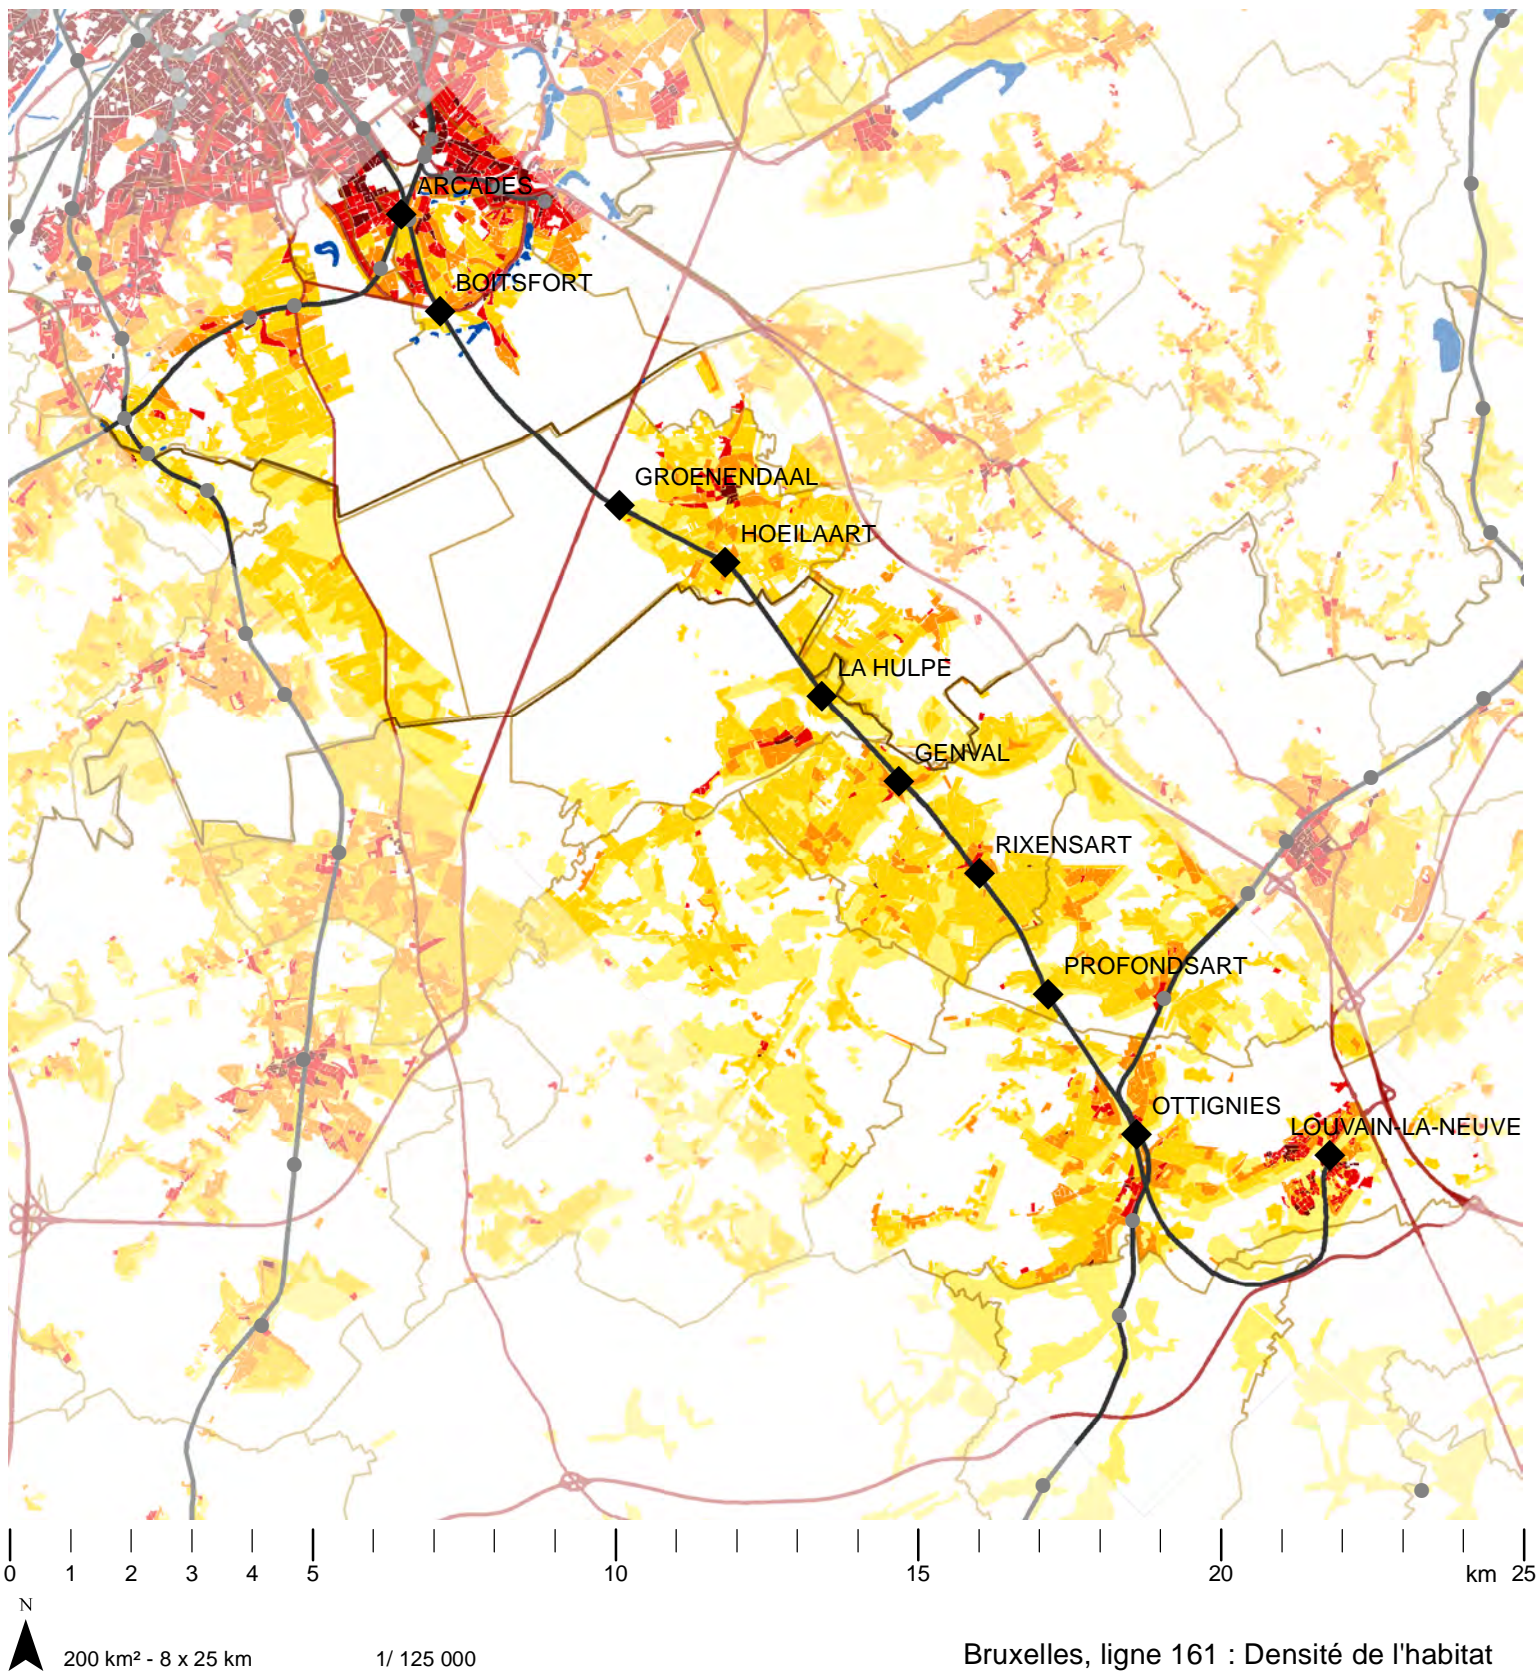 ARCADES
BOITSFORT
GROENENDAAL
HOEILAART
LA HULPE
GENVAL
RIXENSART
PROFONDSART
OTTIGNIES
LOUVAIN-LA-NEUVE
0 1 2 3 4 5 10 15 20 km 25
N
200 km² - 8 x 25 km 1/ 125 000 Bruxelles, ligne 161 : Densité de l'habitat